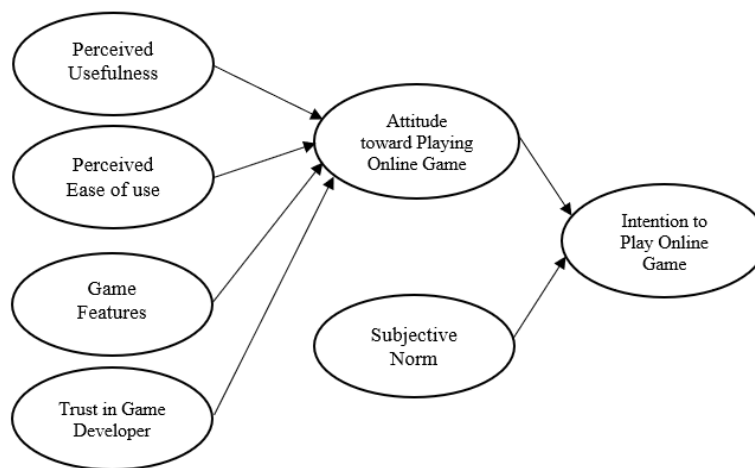 Perceived
Usefulness
Attitude
toward Playing
Online Game
Perceived
Ease of use
Intention to
Play Online
Game
Game
Features
Subjective
Norm
Trust in Game
Developer